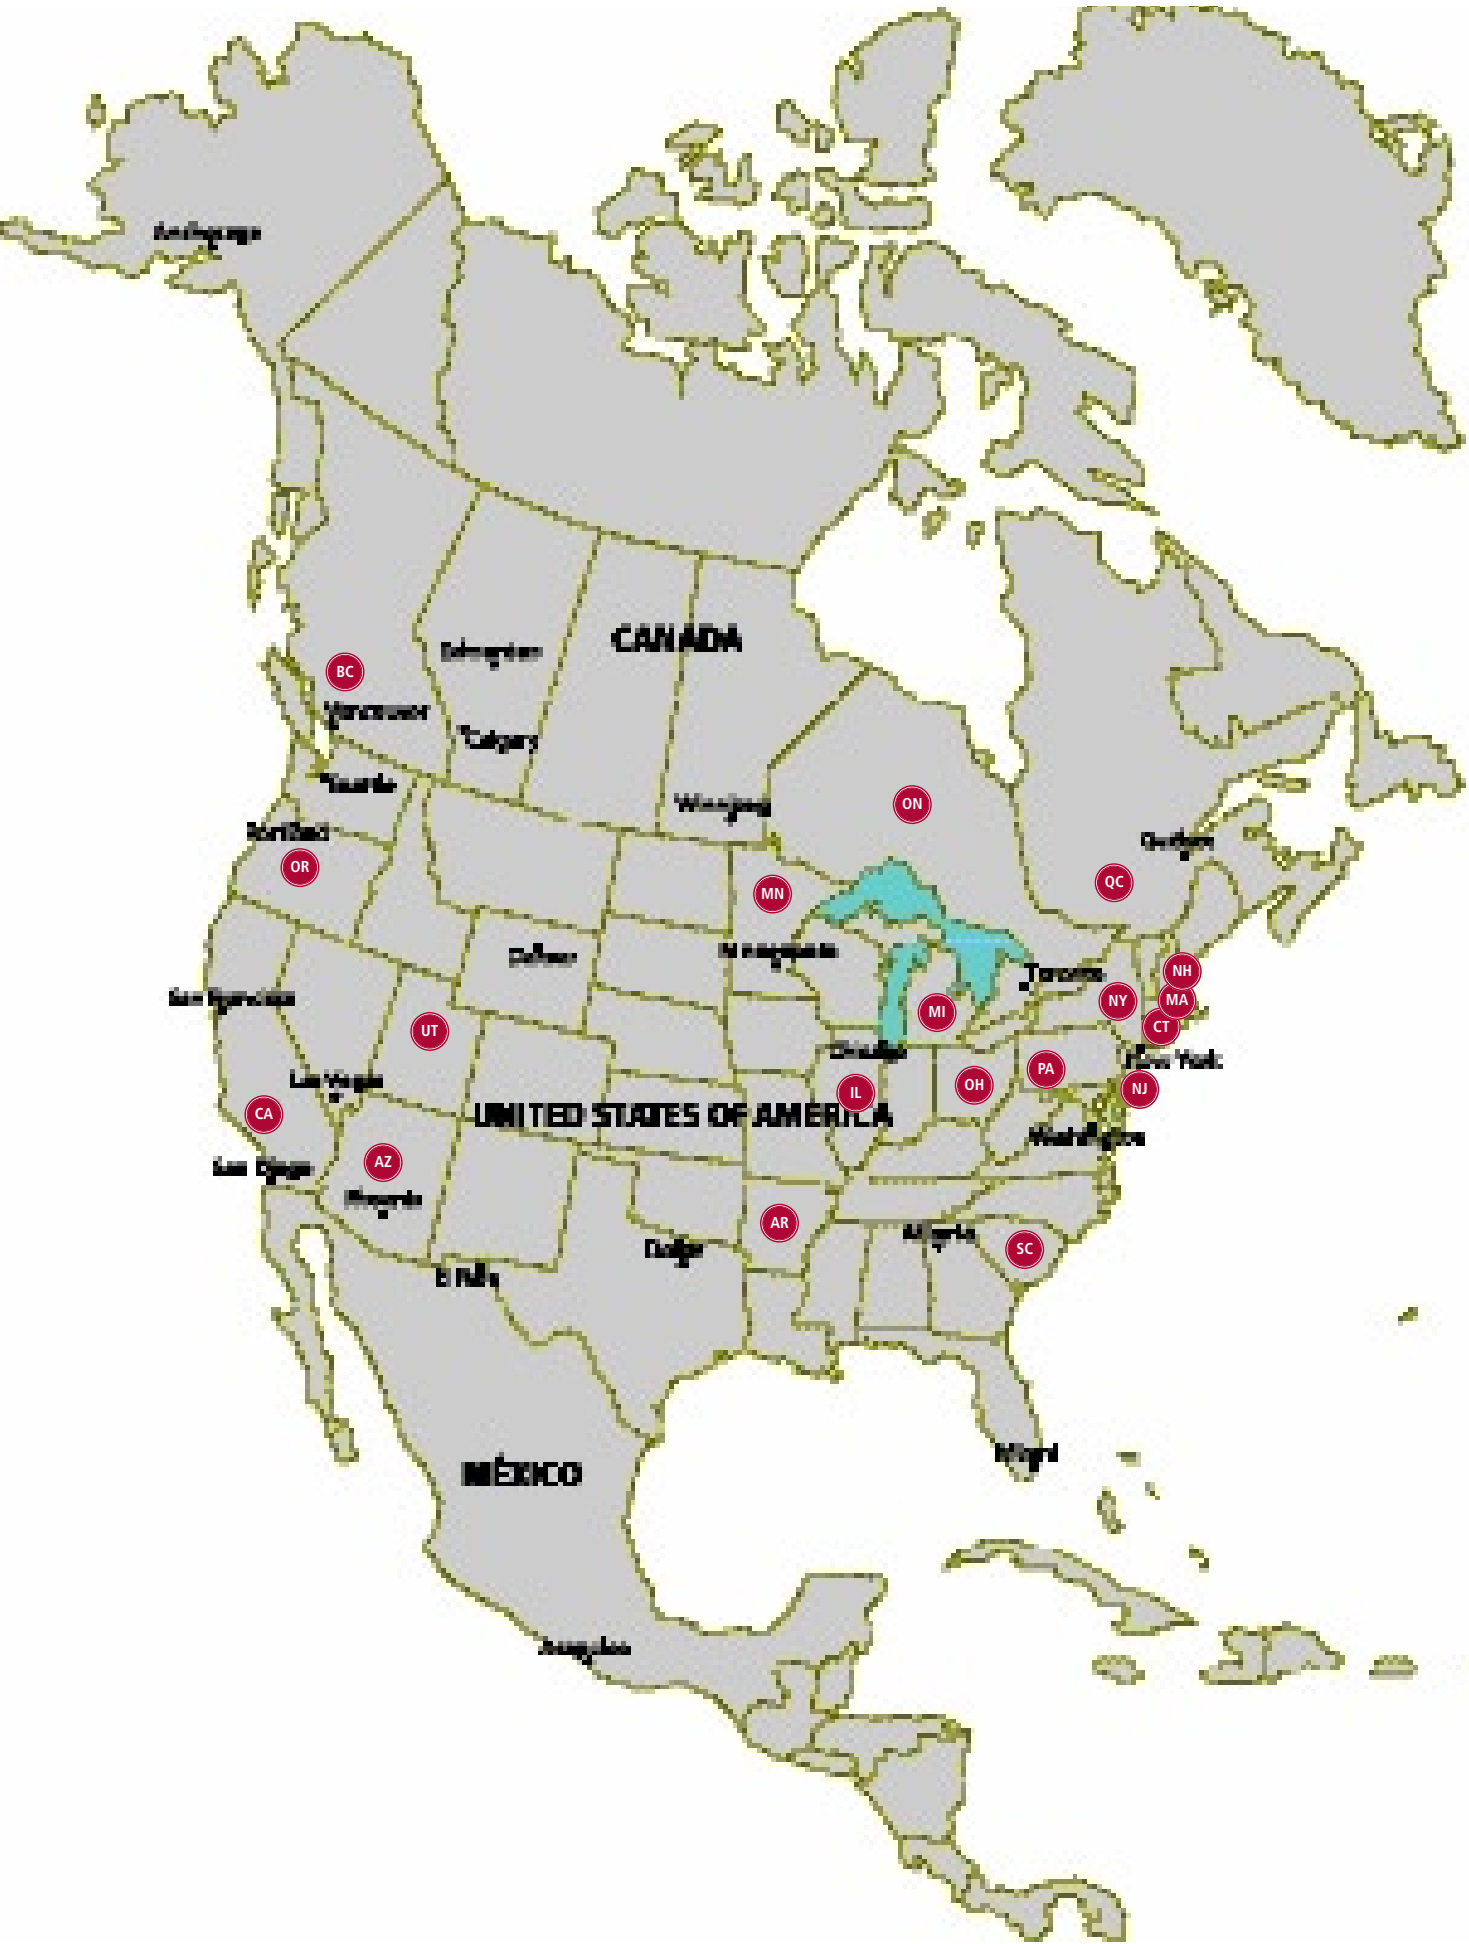 Anchorage
CANADA
Edmonton
BC
Vancouver
Calgary
Seattle
Winnipeg
ON
Portland
Quebec
OR
MN
QC
Minneapolis
Denver
Toronto
NH
San Francisco
NY
MA
MI
CT
UT
Chicago
New York
PA
Las Vegas
OH
NJ
IL
CA
UNITED STATES OF AMERICA
Washington
AZ
San Diego
Phoenix
AR
Atlanta
SC
Dallas
El Paso
Miami
MÉXICO
Acapulco